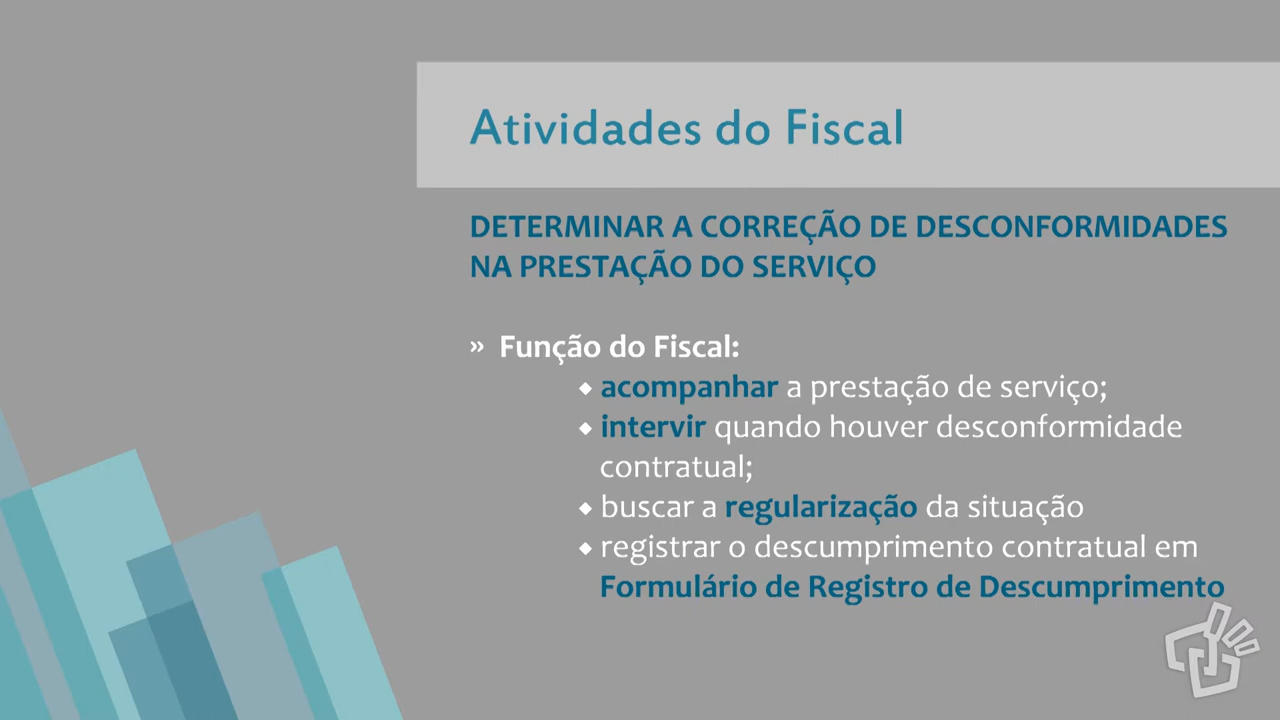 Atividades do Fiscal
DETERMINAR A CORREÇÃO DE DESCONFORMIDADES
NA PRESTAÇÃO DO SERVIÇO
» Função do Fiscal:
◆ acompanhar a prestação de serviço;
◆ intervir quando houver desconformidade
contratual;
◆ buscar a regularização da situação
◆ registrar o descumprimento contratual em
Formulário de Registro de Descumprimento